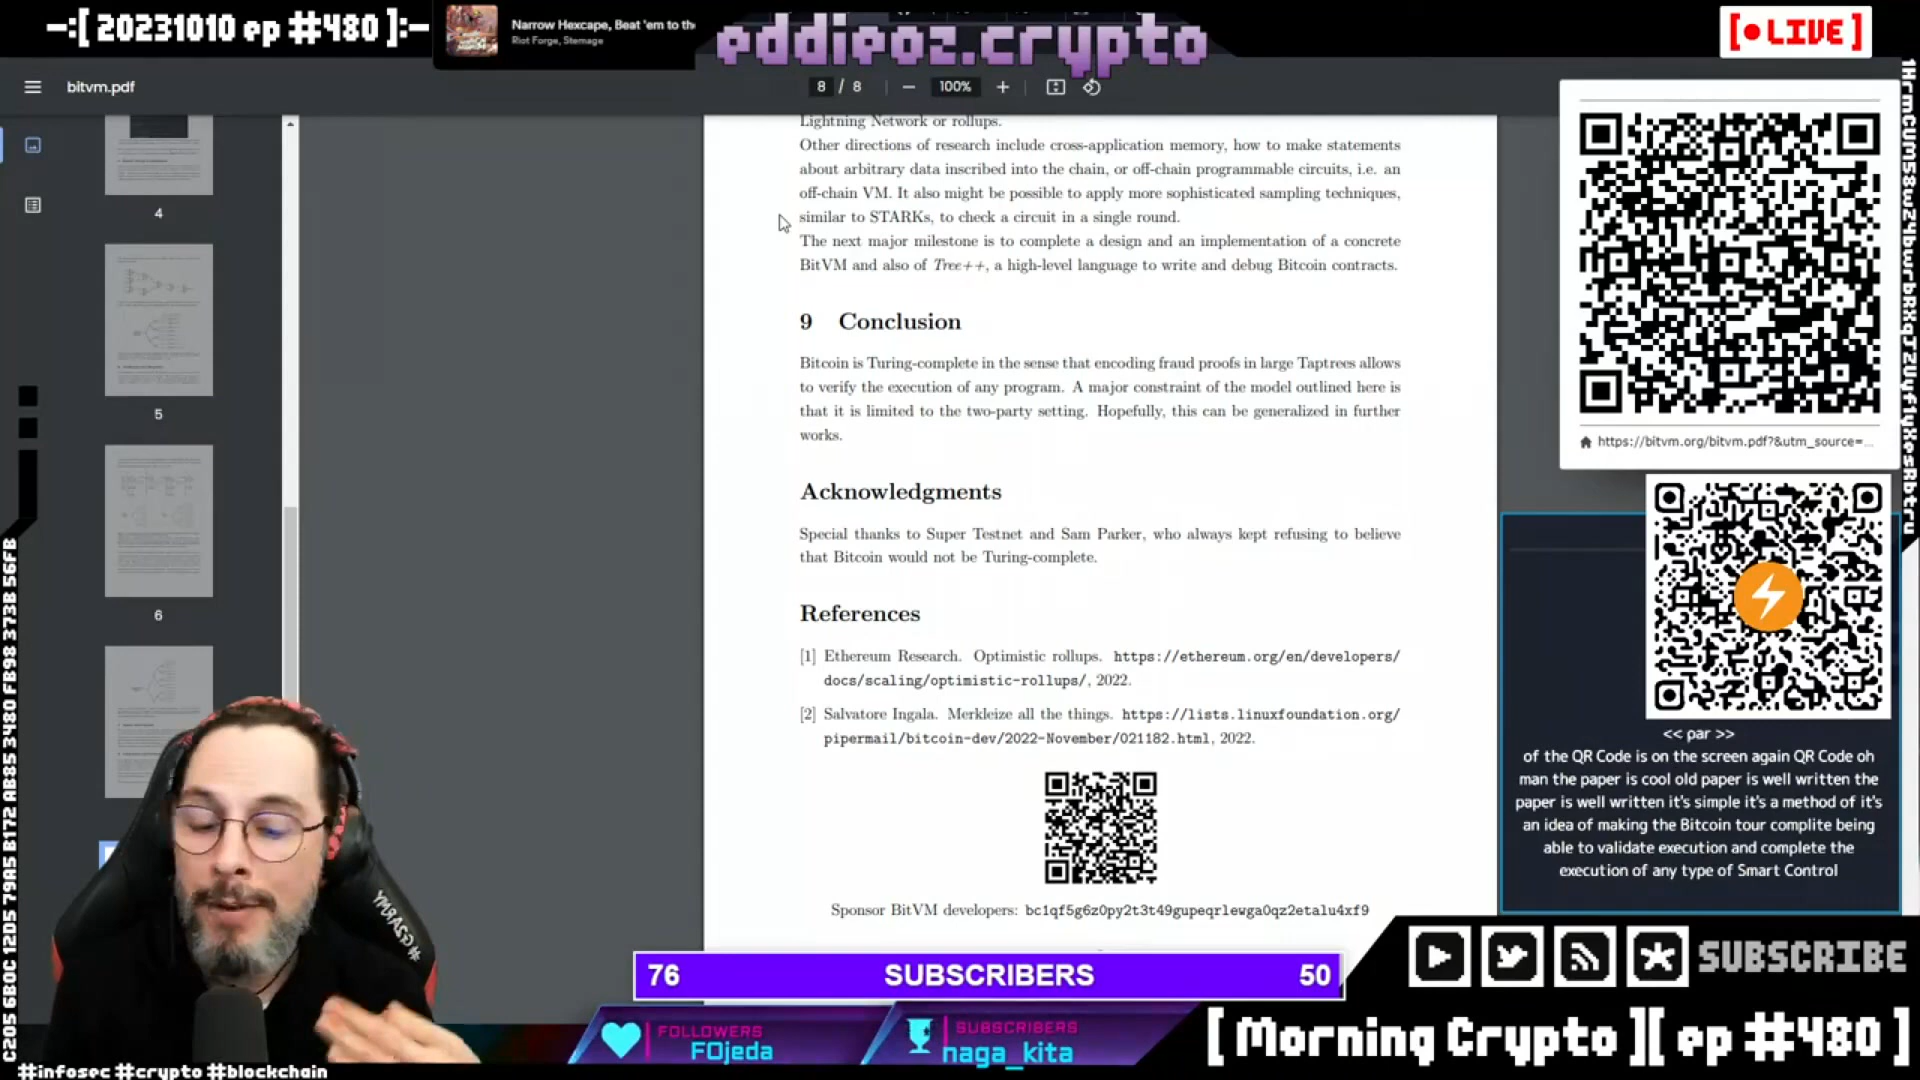 -:[ 20231010 ep #480 ]:-
Narrow Hexcape, Beat 'em to the
Riot Forge, Stemage
eddieoz.crypto
[•LIVE]
bitvm.pdf
8 / 8
100%
4
5
6
Lightning Network or rollups.
Other directions of research include cross-application memory, how to make statements
about arbitrary data inscribed into the chain, or off-chain programmable circuits, i.e. an
off-chain VM. It also might be possible to apply more sophisticated sampling techniques,
similar to STARKs, to check a circuit in a single round.
The next major milestone is to complete a design and an implementation of a concrete
BitVM and also of Tree++, a high-level language to write and debug Bitcoin contracts.
9 Conclusion
Bitcoin is Turing-complete in the sense that encoding fraud proofs in large Taptrees allows
to verify the execution of any program. A major constraint of the model outlined here is
that it is limited to the two-party setting. Hopefully, this can be generalized in further
works.
Acknowledgments
Special thanks to Super Testnet and Sam Parker, who always kept refusing to believe
that Bitcoin would not be Turing-complete.
References
[1] Ethereum Research. Optimistic rollups. https://ethereum.org/en/developers/
docs/scaling/optimistic-rollups/, 2022.
[2] Salvatore Ingala. Merkleize all the things. https://lists.linuxfoundation.org/
pipermail/bitcoin-dev/2022-November/021182.html, 2022.
Sponsor BitVM developers: bc1qf5g6z0py2t3t49gupeqrlewga0qz2etalu4xf9
https://bitvm.org/bitvm.pdf?&utm_source=...
<< par >>
of the QR Code is on the screen again QR Code oh
man the paper is cool old paper is well written the
paper is well written it's simple it's a method of it's
an idea of making the Bitcoin tour complite being
able to validate execution and complete the
execution of any type of Smart Control
C205 6B0C 12D5 79A5 B172 AB85 3480 FB98 373B 56FB
#infosec #crypto #blockchain
76 SUBSCRIBERS 50
FOLLOWERS
FOjeda
SUBSCRIBERS
naga_kita
SUBSCRIBE
[ Morning Crypto ][ ep #480 ]